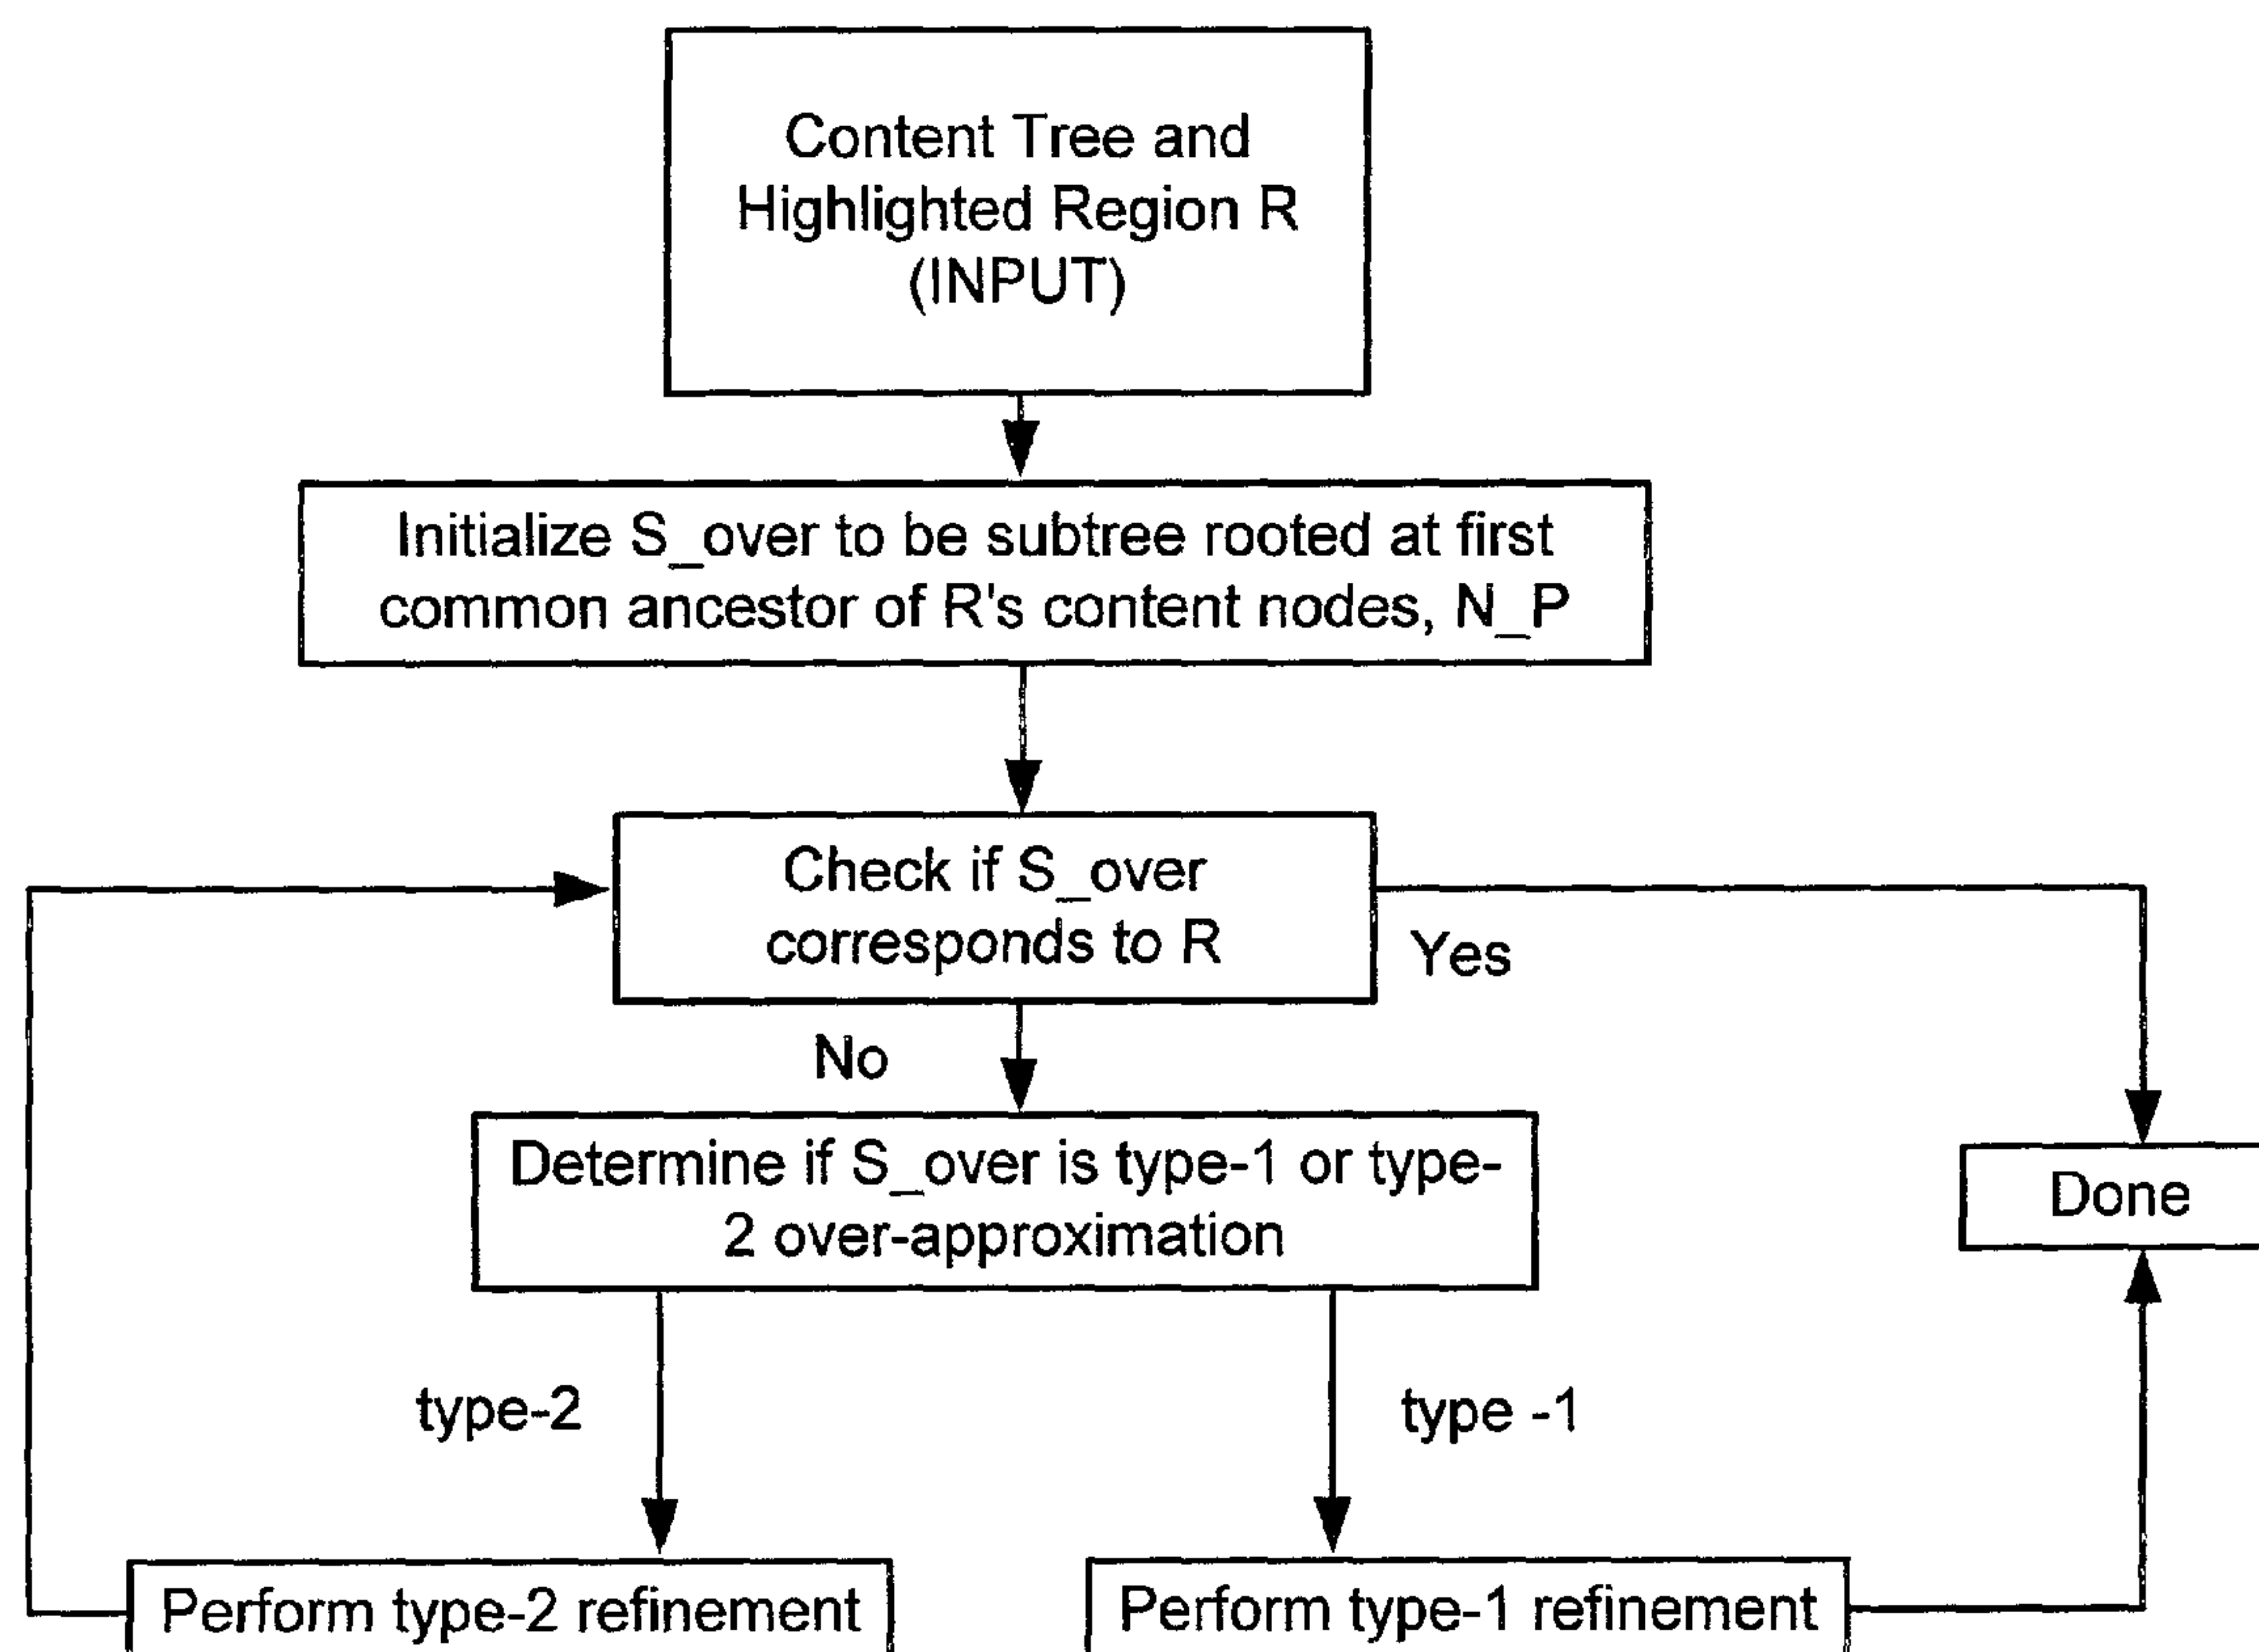 Content Tree and
Highlighted Region R
(INPUT)
Initialize S_over to be subtree rooted at first
common ancestor of R's content nodes, N_P
Check if S_over
corresponds to R
Yes
No
Determine if S_over is type-1 or type-
2 over-approximation
Done
type-2
type -1
Perform type-2 refinement
Perform type-1 refinement